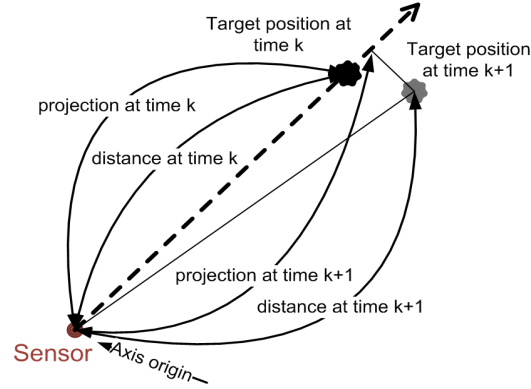 Target position at
time k
Target position
at time k+1
projection at time k
distance at time k
projection at time k+1
distance at time k+1
Sensor
Axis origin